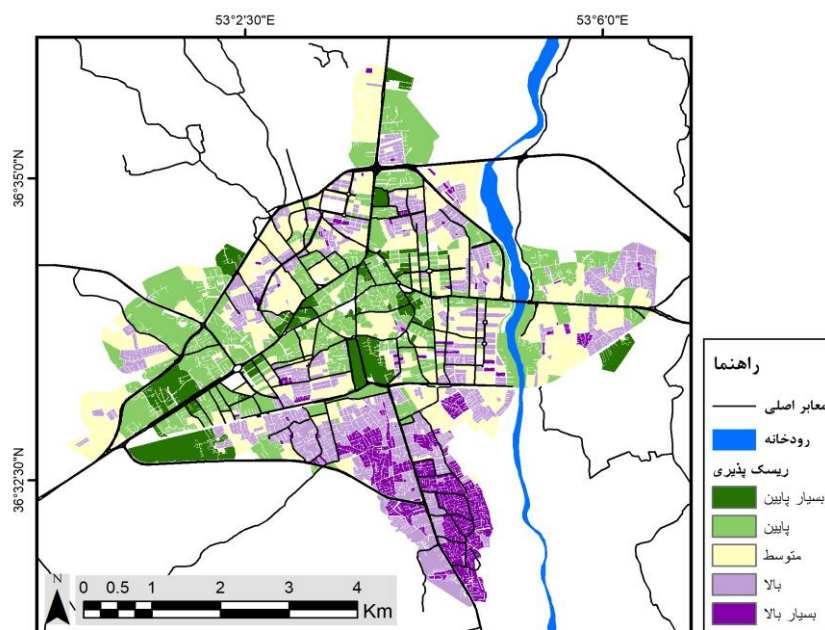 53°2'30"E
53°6'0"E
36°35'0"N
36°32'30"N
راهنما
معابر اصلی
رودخانه
ریسک پذیری
بسیار پایین
پایین
متوسط
بالا
بسیار بالا
N
0 0.5 1 2 3 4
Km